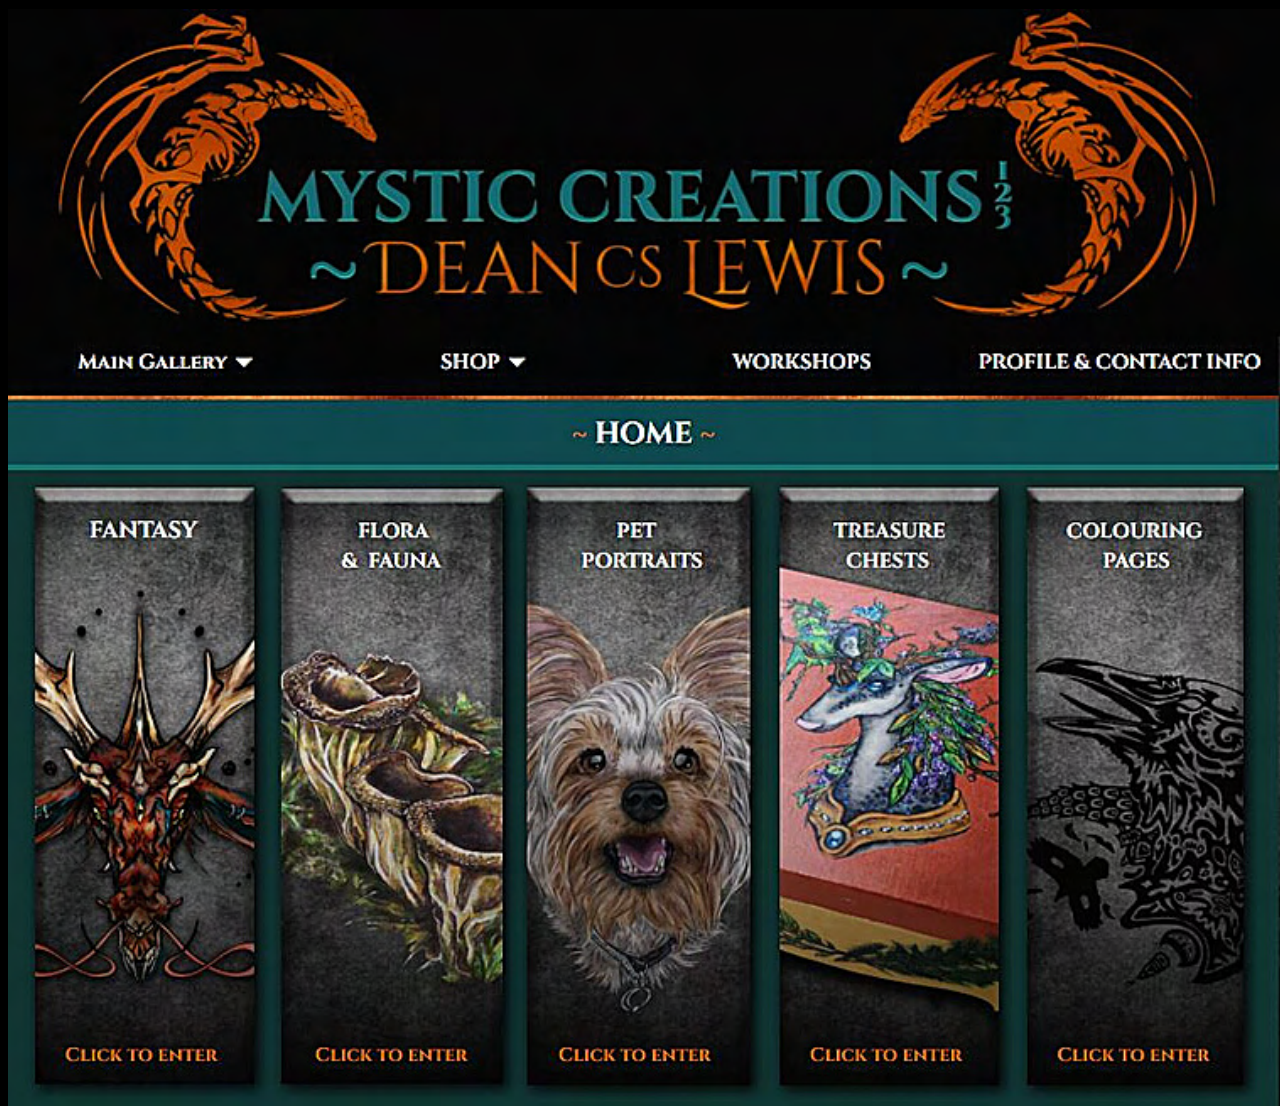 MYSTIC CREATIONS 123
~ DEAN CS LEWIS ~
MAIN GALLERY
SHOP
WORKSHOPS
PROFILE & CONTACT INFO
~ HOME ~
FANTASY
FLORA
& FAUNA
PET
PORTRAITS
TREASURE
CHESTS
COLOURING
PAGES
CLICK TO ENTER
CLICK TO ENTER
CLICK TO ENTER
CLICK TO ENTER
CLICK TO ENTER